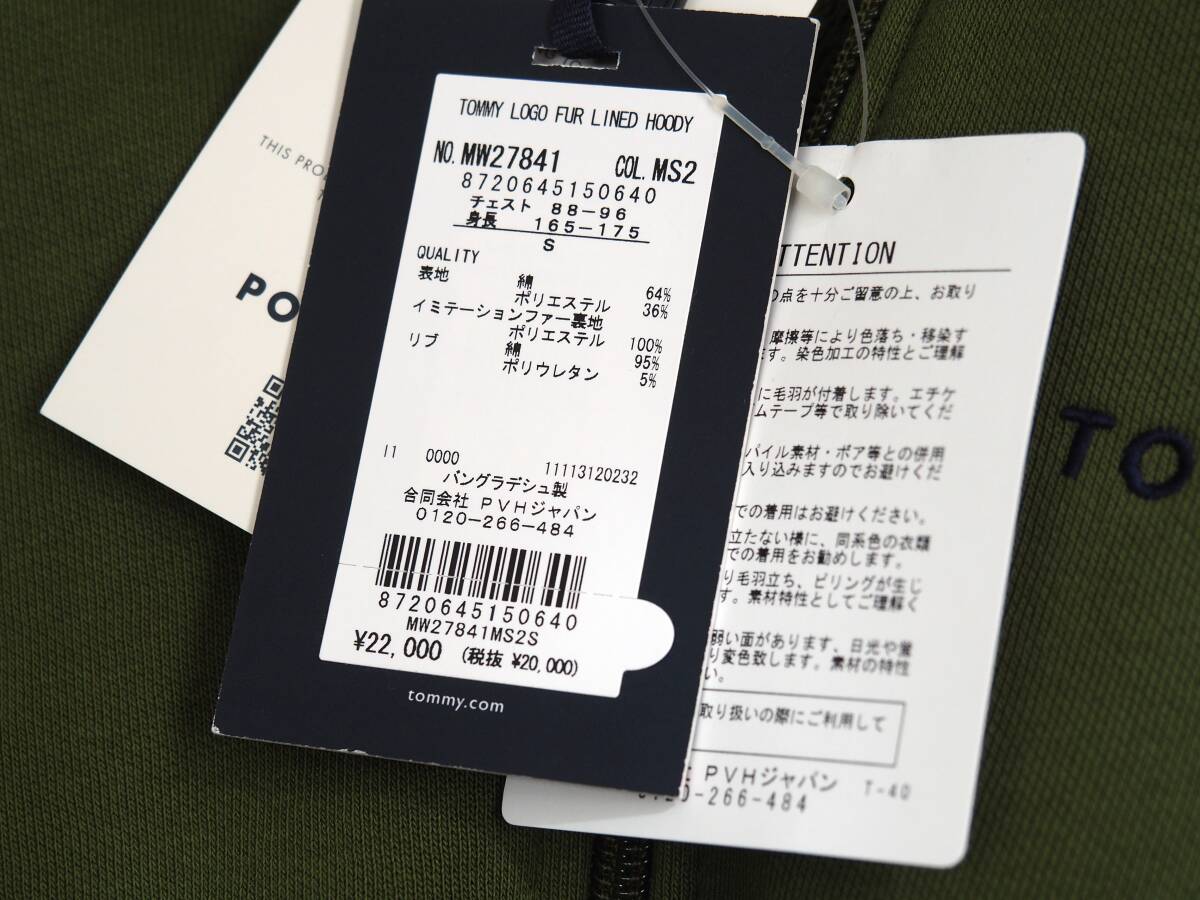 TOMMY LOGO FUR LINED HOODY
NO. MW27841 COL. MS2
8720645150640
チェスト 88-96
身長 165-175
S
QUALITY
表地 綿 64%
ポリエステル 36%
イミテーションファー裏地
ポリエステル 100%
リブ 綿 95%
ポリウレタン 5%
11 0000 11113120232
バングラデシュ製
合同会社 PVHジャパン
0120-266-484
8720645150640
MW27841MS2S
¥22,000 (税抜 ¥20,000)
tommy.com
THIS PRO
PO
TTENTION
の点を十分ご留意の上、お取り
摩擦等により色落ち・移染す
ます。染色加工の特性とご理解
に毛羽が付着します。エチケ
ムテープ等で取り除いてくだ
パイル素材・ボア等との併用
入り込みますのでお避けくだ
での着用はお避けください。
立たない様に、同系色の衣類
での着用をお勧めします。
り毛羽立ち、ピリングが生じ
す。素材特性としてご理解く
弱い面があります、日光や蛍
り変色致します。素材の特性
い。
取り扱いの際にご利用して
PVHジャパン T-40
0120-266-484
TO